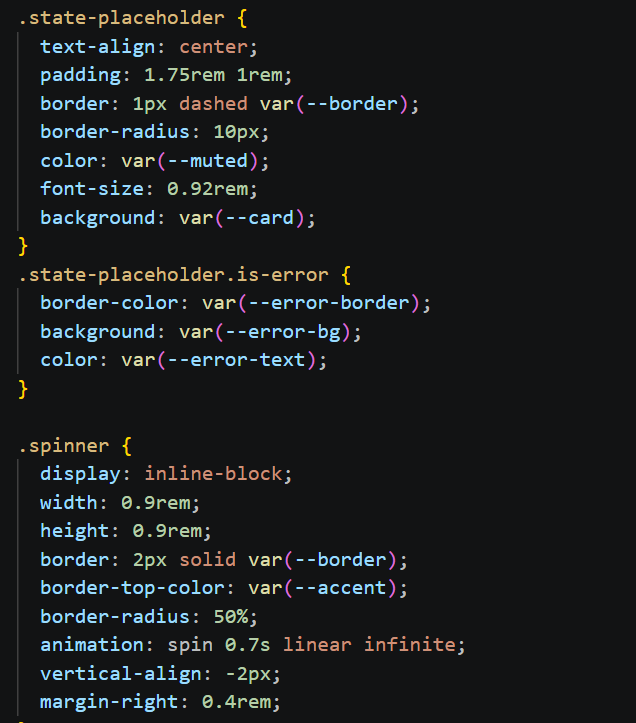 .state-placeholder {
  text-align: center;
  padding: 1.75rem 1rem;
  border: 1px dashed var(--border);
  border-radius: 10px;
  color: var(--muted);
  font-size: 0.92rem;
  background: var(--card);
}
.state-placeholder.is-error {
  border-color: var(--error-border);
  background: var(--error-bg);
  color: var(--error-text);
}

.spinner {
  display: inline-block;
  width: 0.9rem;
  height: 0.9rem;
  border: 2px solid var(--border);
  border-top-color: var(--accent);
  border-radius: 50%;
  animation: spin 0.7s linear infinite;
  vertical-align: -2px;
  margin-right: 0.4rem;